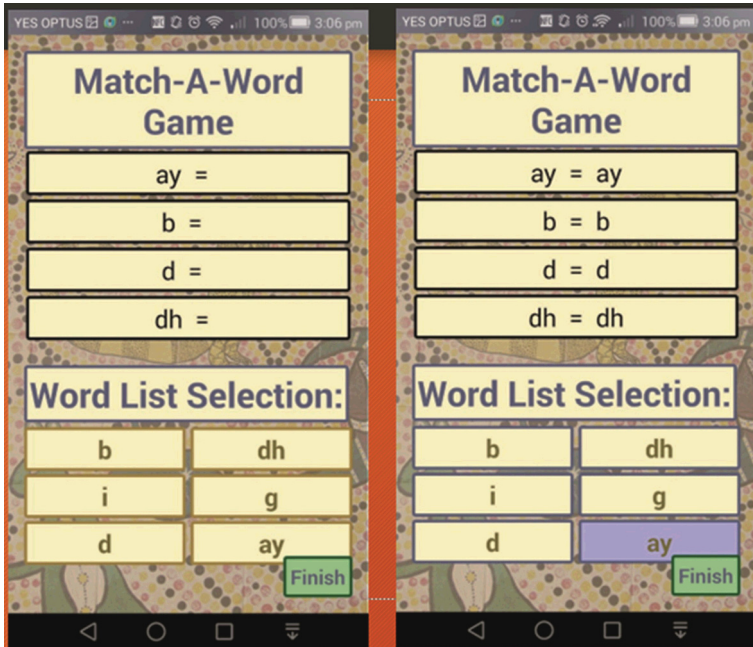 YES OPTUS ... 100% 3:06 pm
Match-A-Word
Game
ay =
b =
d =
dh =
Word List Selection:
b dh
i g
d ay
Finish
YES OPTUS ... 100% 3:06 pm
Match-A-Word
Game
ay = ay
b = b
d = d
dh = dh
Word List Selection:
b dh
i g
d ay
Finish